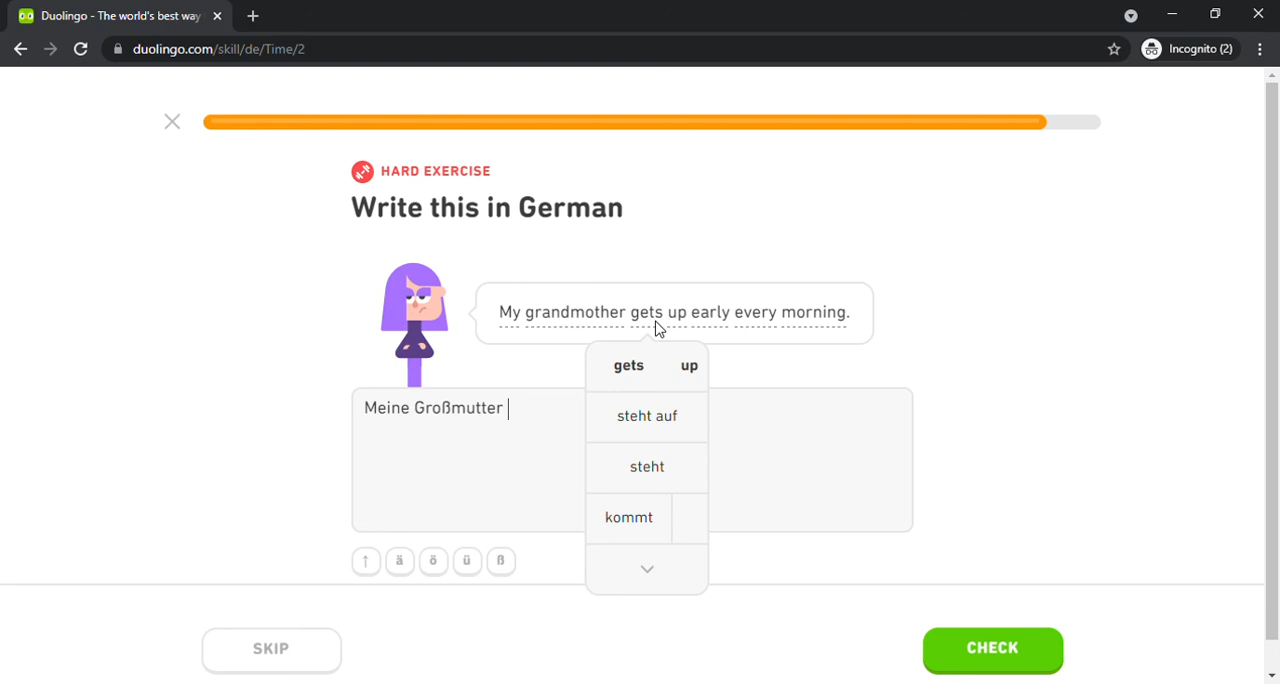 Duolingo - The world's best way
duolingo.com/skill/de/Time/2
Incognito (2)
HARD EXERCISE
Write this in German
My grandmother gets up early every morning.
gets up
steht auf
steht
kommt
Meine Großmutter
↑ ä ö ü ß
SKIP
CHECK